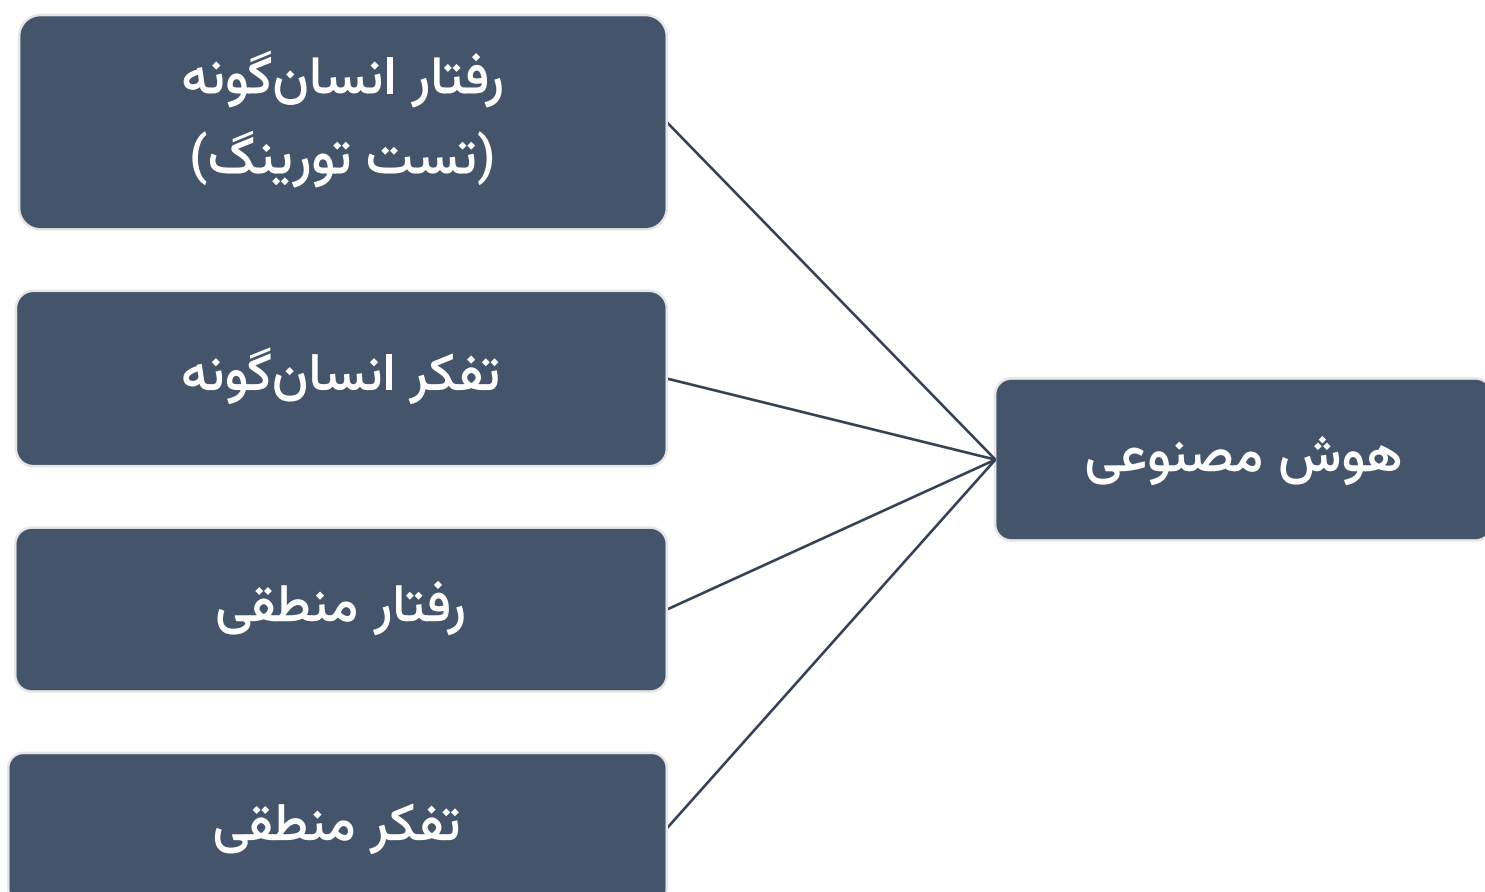 هوش مصنوعی
رفتار انسان‌گونه
(تست تورینگ)
تفکر انسان‌گونه
رفتار منطقی
تفکر منطقی